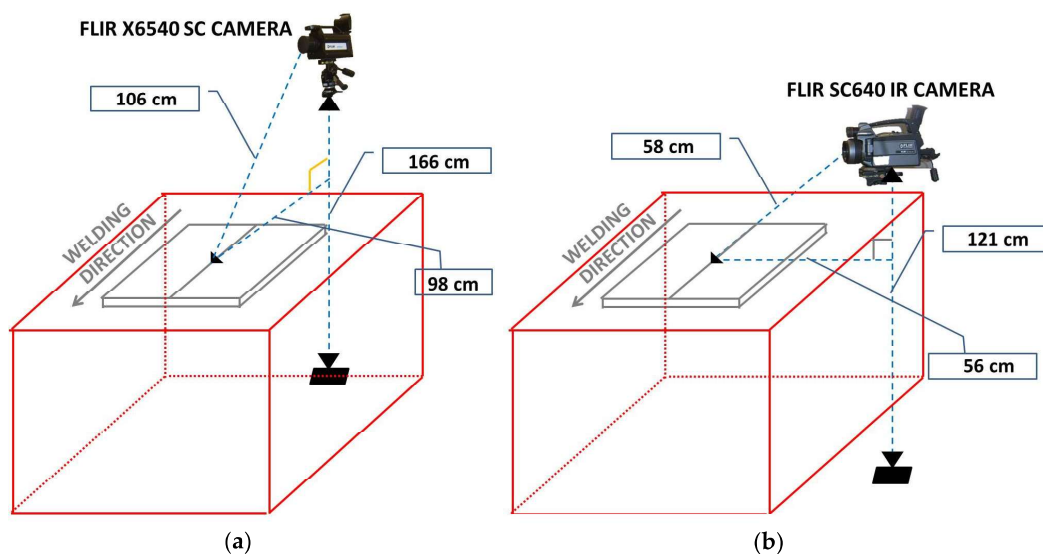 FLIR X6540 SC CAMERA
106 cm
166 cm
WELDING
DIRECTION
98 cm
(a)
FLIR SC640 IR CAMERA
58 cm
121 cm
WELDING
DIRECTION
56 cm
(b)